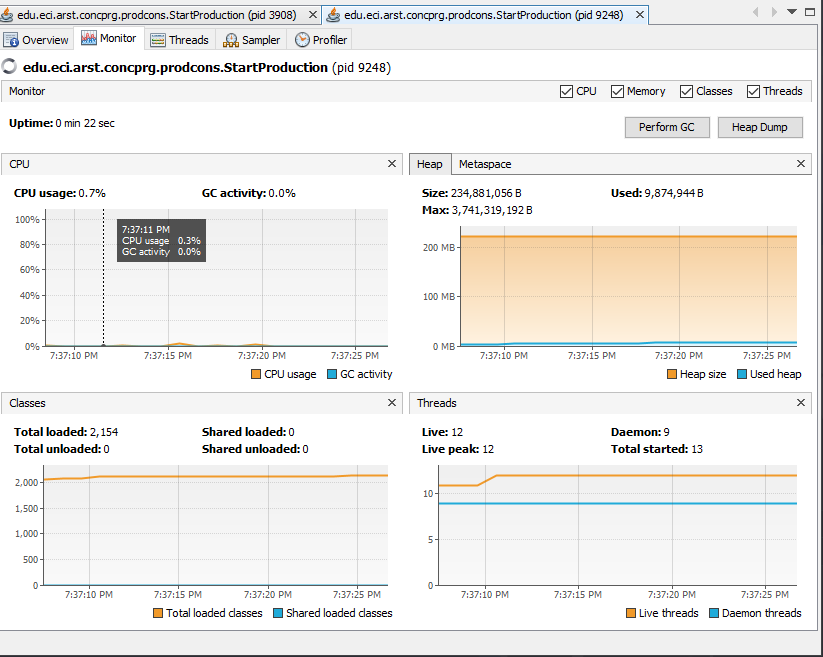 edu.eci.arst.concprg.prodcons.StartProduction (pid 3908) edu.eci.arst.concprg.prodcons.StartProduction (pid 9248)
Overview Monitor Threads Sampler Profiler
edu.eci.arst.concprg.prodcons.StartProduction (pid 9248)
Monitor CPU Memory Classes Threads
Uptime: 0 min 22 sec
Perform GC Heap Dump
CPU
CPU usage: 0.7% GC activity: 0.0%
100%
80%
60%
40%
20%
0%
7:37:11 PM
CPU usage 0.3%
GC activity 0.0%
7:37:10 PM 7:37:15 PM 7:37:20 PM 7:37:25 PM
CPU usage GC activity
Heap Metaspace
Size: 234,881,056 B Used: 9,874,944 B
Max: 3,741,319,192 B
200 MB
100 MB
0 MB
7:37:10 PM 7:37:15 PM 7:37:20 PM 7:37:25 PM
Heap size Used heap
Classes
Total loaded: 2,154 Shared loaded: 0
Total unloaded: 0 Shared unloaded: 0
2,000
1,500
1,000
500
0
7:37:10 PM 7:37:15 PM 7:37:20 PM 7:37:25 PM
Total loaded classes Shared loaded classes
Threads
Live: 12 Daemon: 9
Live peak: 12 Total started: 13
10
5
0
7:37:10 PM 7:37:15 PM 7:37:20 PM 7:37:25 PM
Live threads Daemon threads